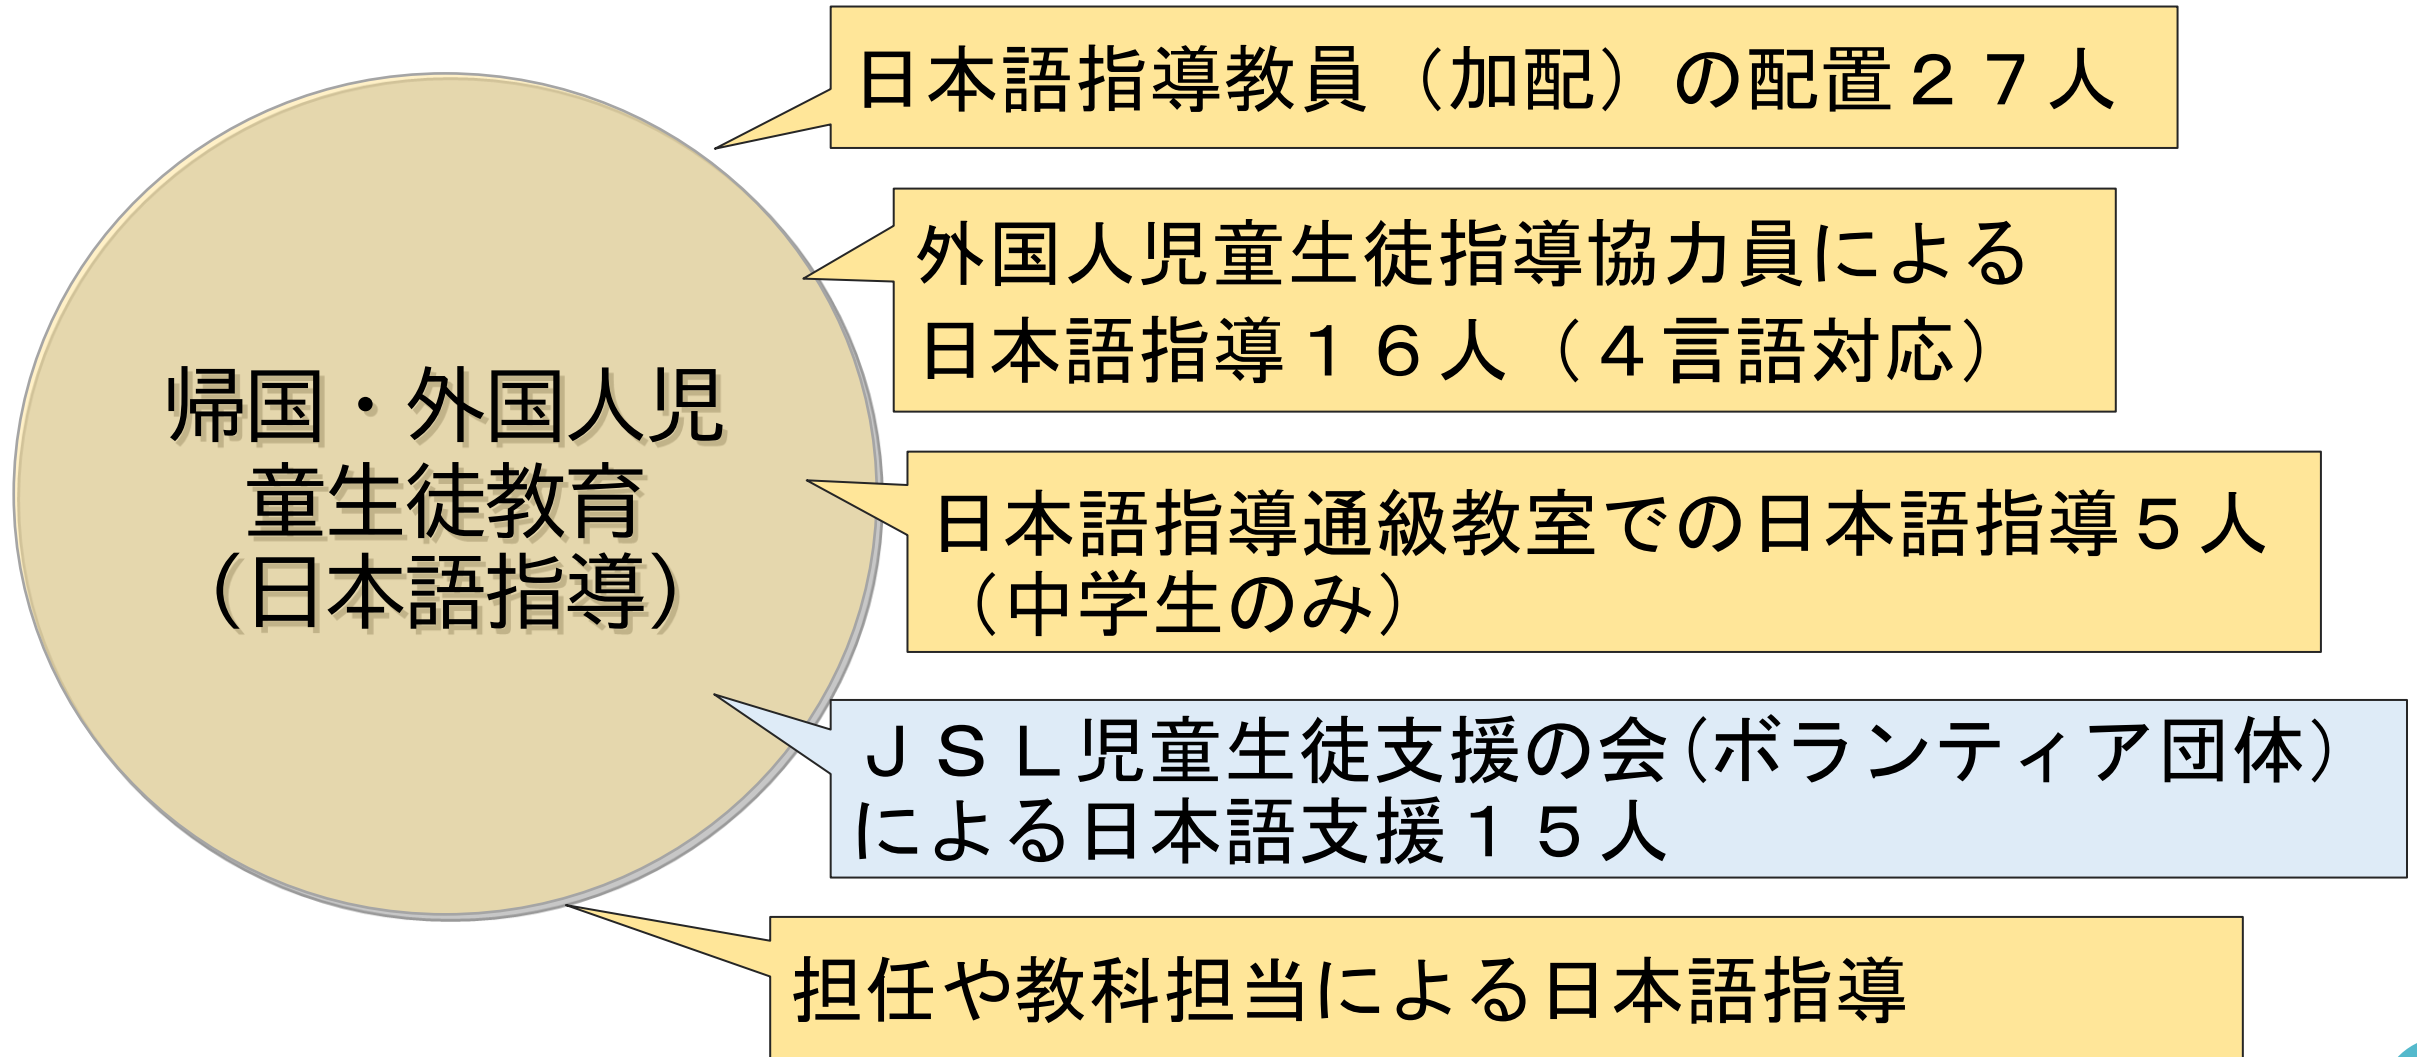 日本語指導教員（加配）の配置２７人
外国人児童生徒指導協力員による
日本語指導１６人（４言語対応）
帰国・外国人児
童生徒教育
（日本語指導）
日本語指導通級教室での日本語指導５人
（中学生のみ）
ＪＳＬ児童生徒支援の会（ボランティア団体）
による日本語支援１５人
担任や教科担当による日本語指導